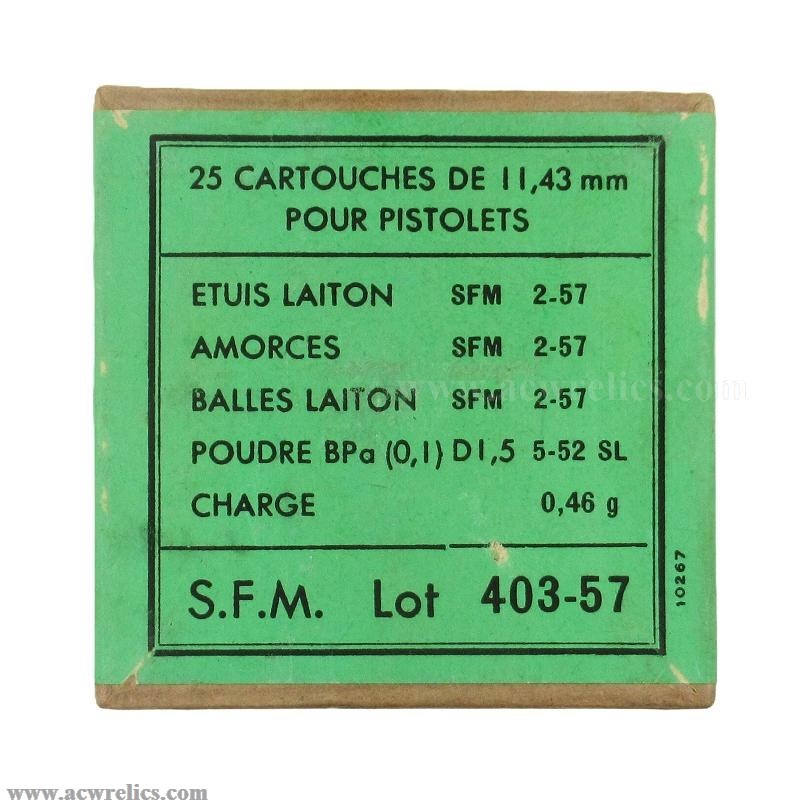 25 CARTOUCHES DE 11,43 mm
POUR PISTOLETS
ETUIS LAITON SFM 2-57
AMORCES SFM 2-57
BALLES LAITON SFM 2-57
POUDRE BPa (0,1) D1,5 5-52 SL
CHARGE 0,46 g
S.F.M. Lot 403-57
10267
www.acwrelics.com
www.acwrelics.com